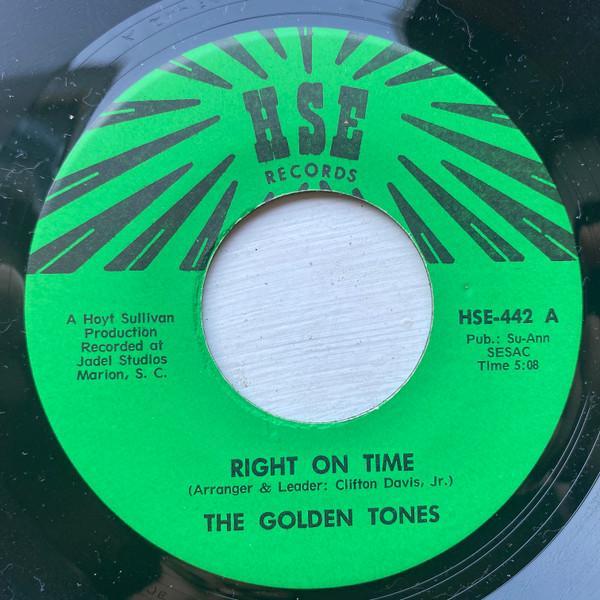 HSE
RECORDS
A Hoyt Sullivan
Production
Recorded at
Jadel Studios
Marion, S. C.
HSE-442 A
Pub.: Su-Ann
SESAC
Time 5:08
RIGHT ON TIME
(Arranger & Leader: Clifton Davis, Jr.)
THE GOLDEN TONES